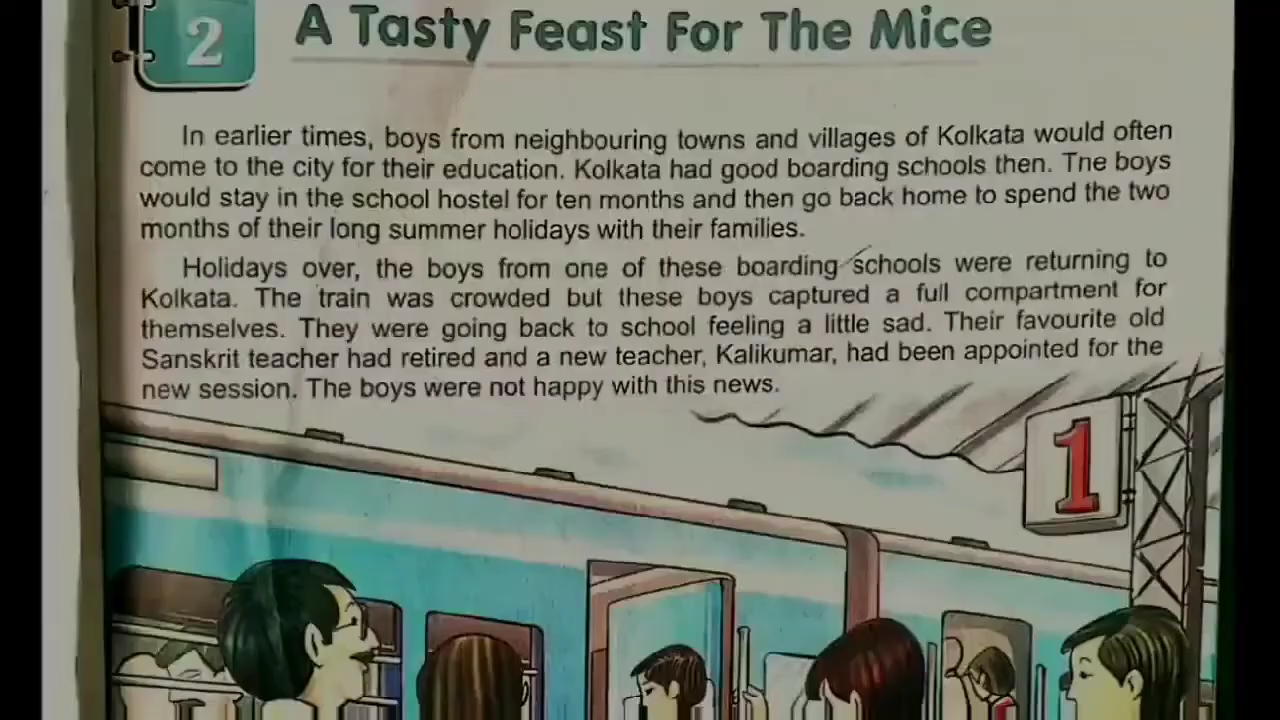 2
A Tasty Feast For The Mice
In earlier times, boys from neighbouring towns and villages of Kolkata would often
come to the city for their education. Kolkata had good boarding schools then. The boys
would stay in the school hostel for ten months and then go back home to spend the two
months of their long summer holidays with their families.
Holidays over, the boys from one of these boarding schools were returning to
Kolkata. The train was crowded but these boys captured a full compartment for
themselves. They were going back to school feeling a little sad. Their favourite old
Sanskrit teacher had retired and a new teacher, Kalikumar, had been appointed for the
new session. The boys were not happy with this news.
1